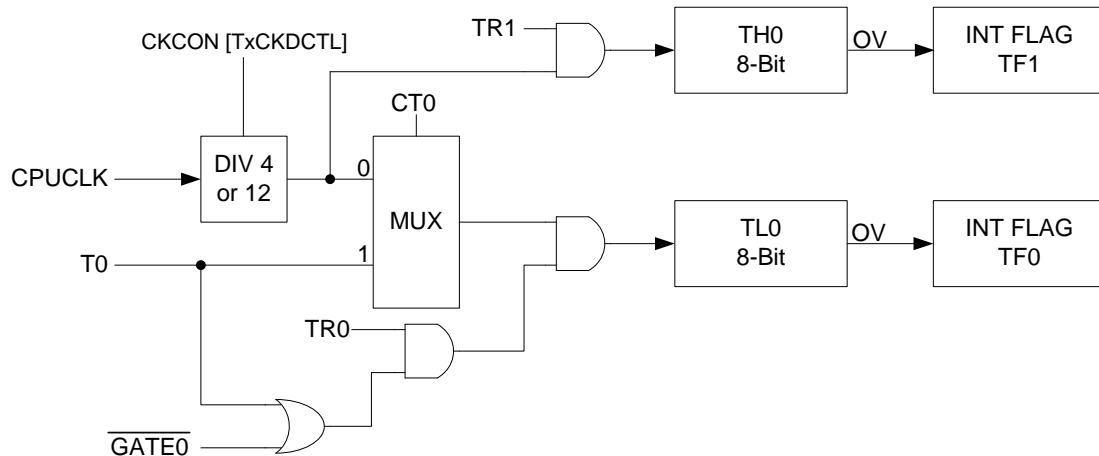 TR1
TH0
8-Bit
OV
INT FLAG
TF1
CKCON [TxCKDCTL]
CT0
CPUCLK
DIV 4
or 12
0
MUX
1
T0
TL0
8-Bit
OV
INT FLAG
TF0
TR0
GATE0